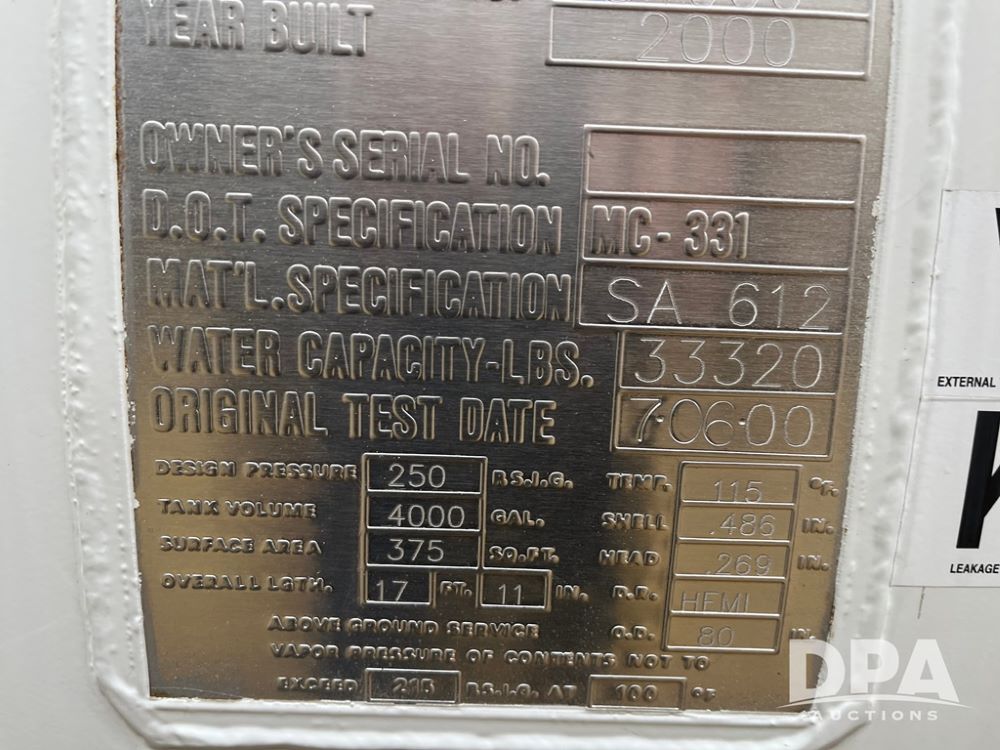 YEAR BUILT 2000
OWNER'S SERIAL NO.
D.O.T. SPECIFICATION MC-331
MAT'L. SPECIFICATION SA 612
WATER CAPACITY-LBS. 33320
ORIGINAL TEST DATE 7·06·00
DESIGN PRESSURE 250 P.S.I.G. TEMP. 115 °F.
TANK VOLUME 4000 GAL. SHELL .486 IN.
SURFACE AREA 375 SQ.FT. HEAD .269 IN.
OVERALL LGTH. 17 FT. 11 IN. D.R. HEMI
ABOVE GROUND SERVICE O.D. 80 IN.
VAPOR PRESSURE OF CONTENTS NOT TO
EXCEED 215 P.S.I.G. AT 100 °F
EXTERNAL
LEAKAGE
DPA
AUCTIONS